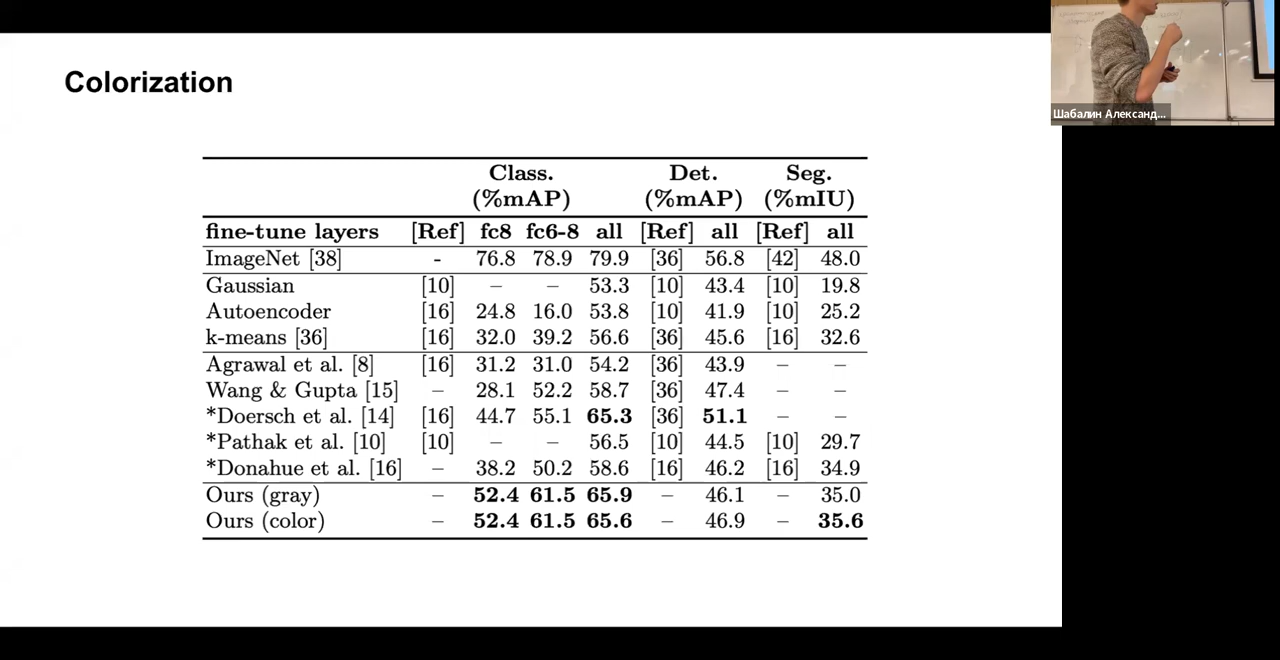 Colorization
Шабалин Александ...
Class. Det. Seg.
(%mAP) (%mAP) (%mIU)
fine-tune layers [Ref] fc8 fc6-8 all [Ref] all [Ref] all
ImageNet [38] - 76.8 78.9 79.9 [36] 56.8 [42] 48.0
Gaussian [10] – – 53.3 [10] 43.4 [10] 19.8
Autoencoder [16] 24.8 16.0 53.8 [10] 41.9 [10] 25.2
k-means [36] [16] 32.0 39.2 56.6 [36] 45.6 [16] 32.6
Agrawal et al. [8] [16] 31.2 31.0 54.2 [36] 43.9 – –
Wang & Gupta [15] – 28.1 52.2 58.7 [36] 47.4 – –
*Doersch et al. [14] [16] 44.7 55.1 65.3 [36] 51.1 – –
*Pathak et al. [10] [10] – – 56.5 [10] 44.5 [10] 29.7
*Donahue et al. [16] – 38.2 50.2 58.6 [16] 46.2 [16] 34.9
Ours (gray) – 52.4 61.5 65.9 – 46.1 – 35.0
Ours (color) – 52.4 61.5 65.6 – 46.9 – 35.6